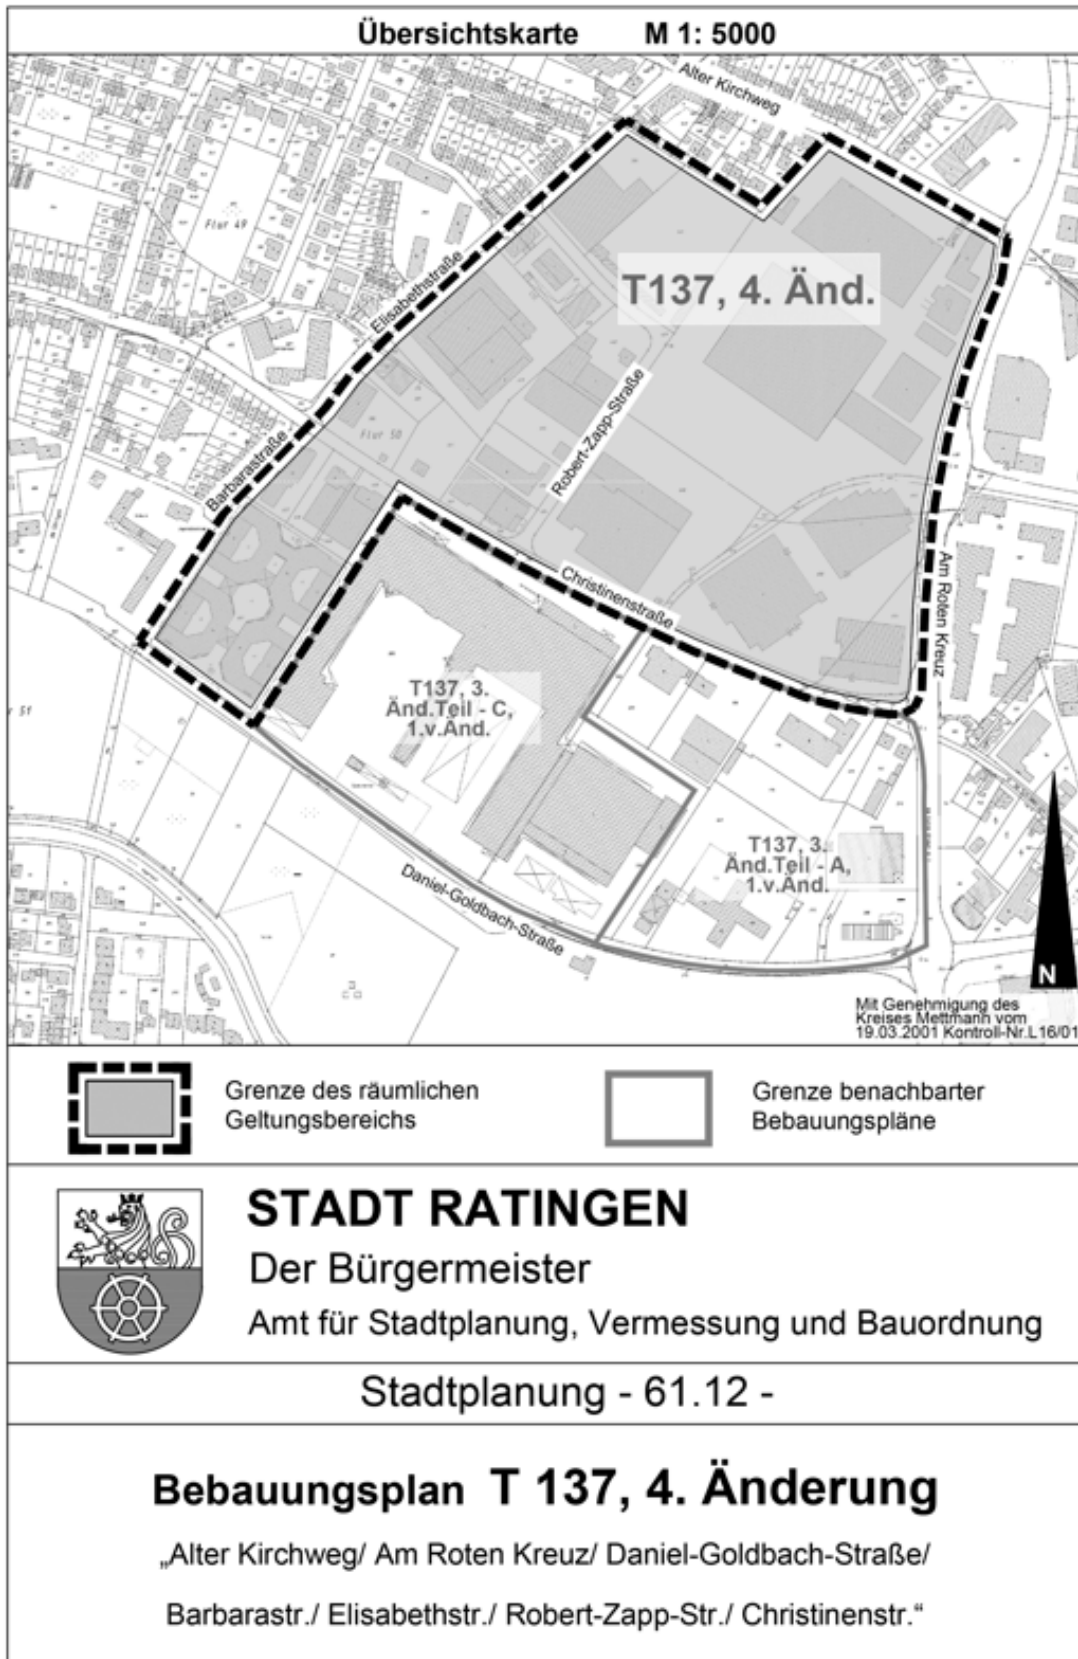 Übersichtskarte M 1: 5000
Alter Kirchweg
Flur 49
T137, 4. Änd.
Elisabethstraße
Robert-Zapp-Straße
Flur 50
Barbarastraße
Christinenstraße
Am Roten Kreuz
T137, 3.
Änd.Teil - C,
1.v.Änd.
T137, 3.
Änd.Teil - A,
1.v.Änd.
Daniel-Goldbach-Straße
N
Mit Genehmigung des
Kreises Mettmann vom
19.03.2001 Kontroll-Nr.L16/01
Grenze des räumlichen
Geltungsbereichs
Grenze benachbarter
Bebauungspläne
STADT RATINGEN
Der Bürgermeister
Amt für Stadtplanung, Vermessung und Bauordnung
Stadtplanung - 61.12 -
Bebauungsplan T 137, 4. Änderung
„Alter Kirchweg/ Am Roten Kreuz/ Daniel-Goldbach-Straße/
Barbarastr./ Elisabethstr./ Robert-Zapp-Str./ Christinenstr.“